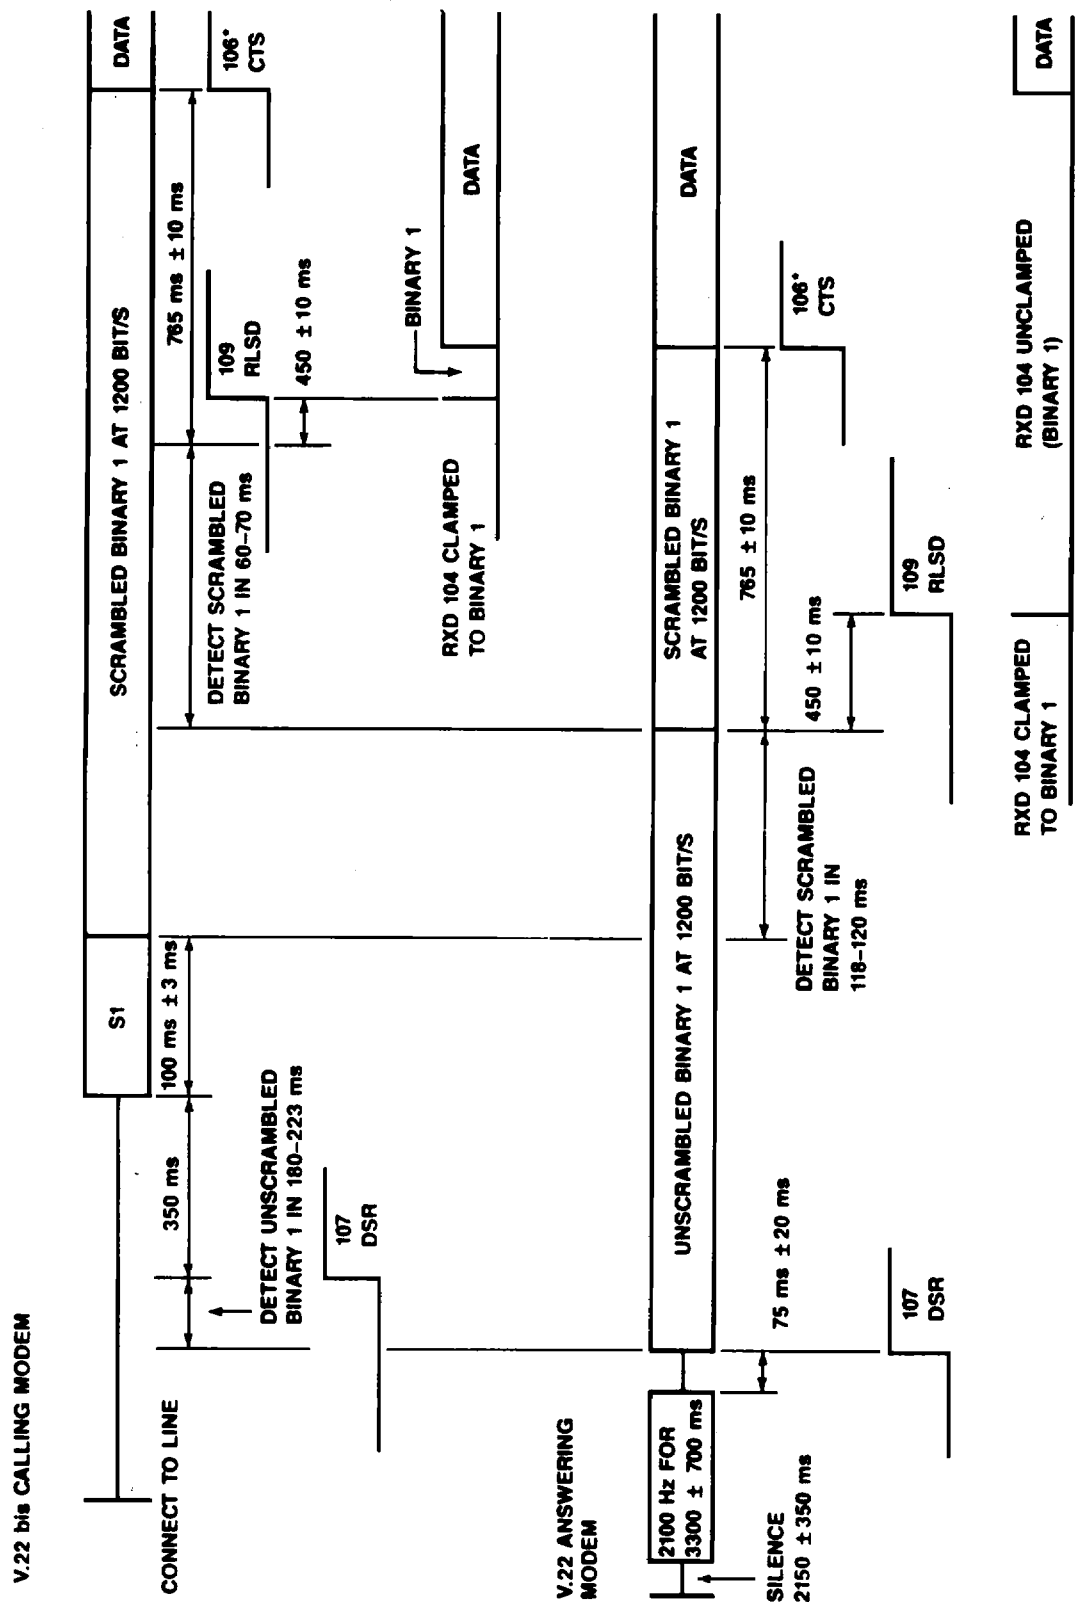 V.22 bis CALLING MODEM
CONNECT TO LINE
S1
SCRAMBLED BINARY 1 AT 1200 BIT/S
DATA
350 ms
100 ms ± 3 ms
765 ms ± 10 ms
DETECT UNSCRAMBLED
BINARY 1 IN 180–223 ms
107
DSR
DETECT SCRAMBLED
BINARY 1 IN 60–70 ms
109
RLSD
106*
CTS
450 ± 10 ms
RXD 104 CLAMPED
TO BINARY 1
BINARY 1
DATA
V.22 ANSWERING
MODEM
2100 Hz FOR
3300 ± 700 ms
UNSCRAMBLED BINARY 1 AT 1200 BIT/S
SCRAMBLED BINARY 1
AT 1200 BIT/S
DATA
SILENCE
2150 ± 350 ms
75 ms ± 20 ms
DETECT SCRAMBLED
BINARY 1 IN
118–120 ms
765 ± 10 ms
450 ± 10 ms
106*
CTS
107
DSR
109
RLSD
RXD 104 CLAMPED
TO BINARY 1
RXD 104 UNCLAMPED
(BINARY 1)
DATA